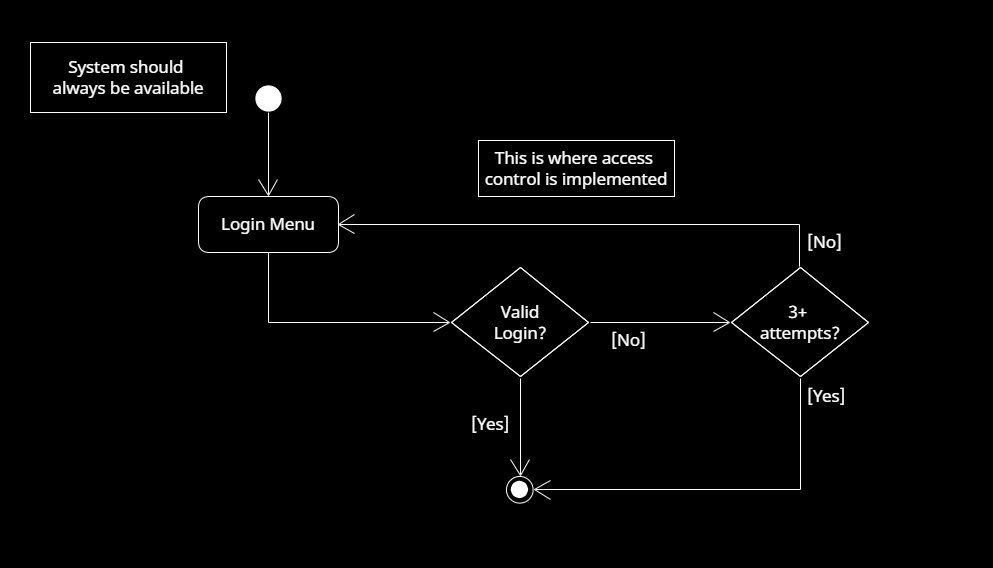 System should
always be available
This is where access
control is implemented
Login Menu
[No]
Valid
Login?
3+
attempts?
[No]
[Yes]
[Yes]